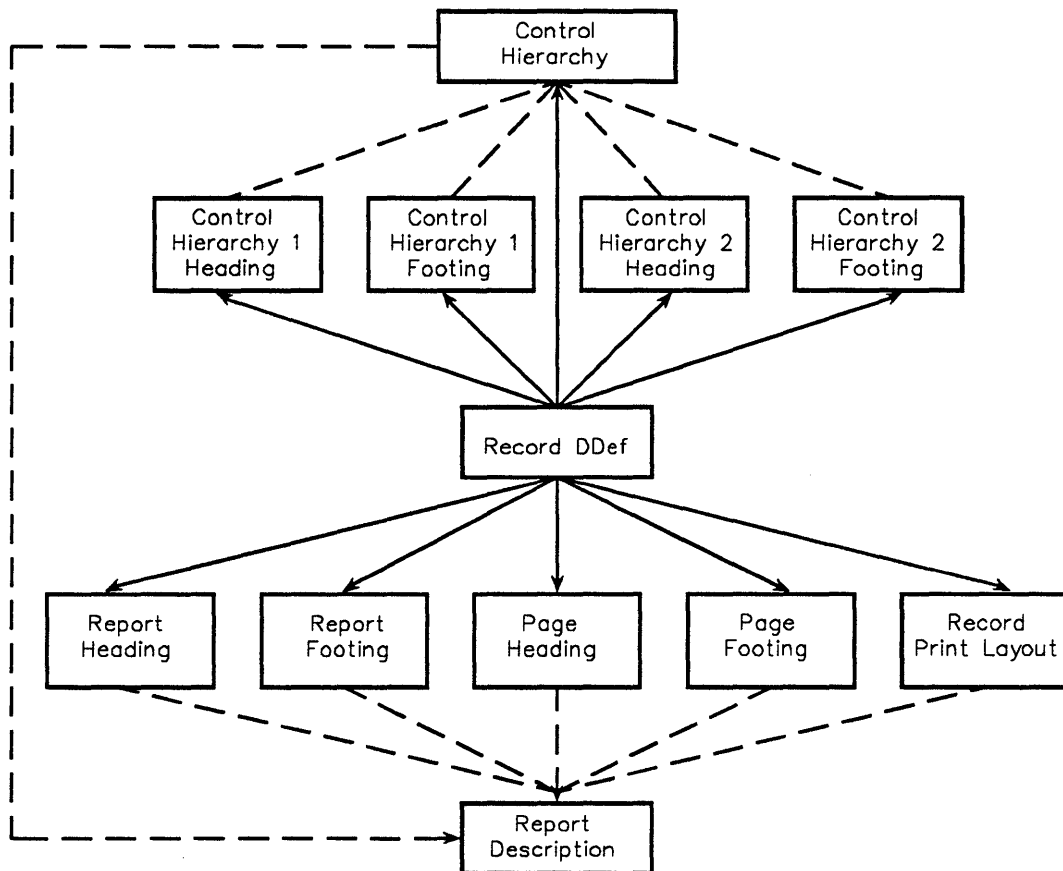 Control
Hierarchy
Control
Hierarchy 1
Heading
Control
Hierarchy 1
Footing
Control
Hierarchy 2
Heading
Control
Hierarchy 2
Footing
Record DDef
Report
Heading
Report
Footing
Page
Heading
Page
Footing
Record
Print Layout
Report
Description